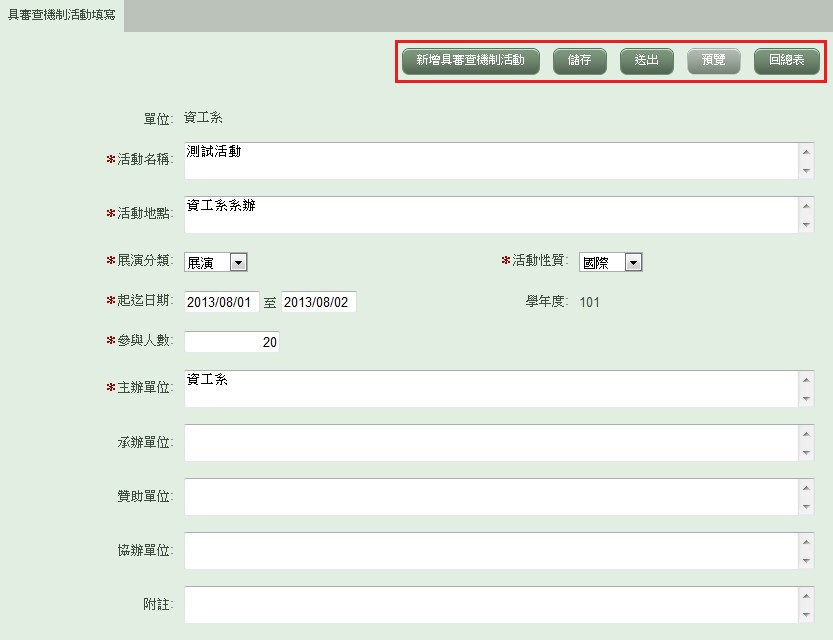 具審查機制活動填寫
新增具審查機制活動 儲存 送出 預覽 回總表
單位: 資工系
*活動名稱: 測試活動
*活動地點: 資工系系辦
*展演分類: 展演 *活動性質: 國際
*起迄日期: 2013/08/01 至 2013/08/02 學年度: 101
*參與人數: 20
*主辦單位: 資工系
承辦單位:
贊助單位:
協辦單位:
附註: